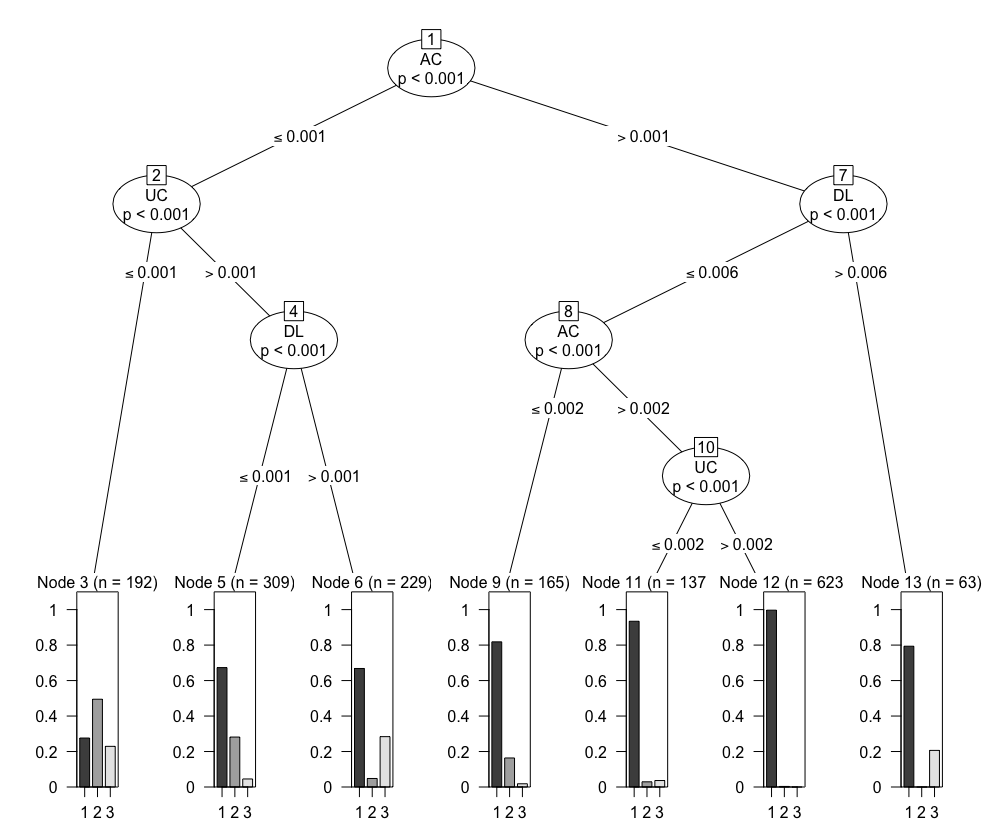 1
AC
p < 0.001
≤ 0.001
> 0.001
2
UC
p < 0.001
7
DL
p < 0.001
≤ 0.001
> 0.001
≤ 0.006
> 0.006
4
DL
p < 0.001
8
AC
p < 0.001
≤ 0.002
> 0.002
10
UC
p < 0.001
≤ 0.001
> 0.001
≤ 0.002
> 0.002
Node 3 (n = 192)
1
0.8
0.6
0.4
0.2
0
1 2 3
Node 5 (n = 309)
1
0.8
0.6
0.4
0.2
0
1 2 3
Node 6 (n = 229)
1
0.8
0.6
0.4
0.2
0
1 2 3
Node 9 (n = 165)
1
0.8
0.6
0.4
0.2
0
1 2 3
Node 11 (n = 137
1
0.8
0.6
0.4
0.2
0
1 2 3
Node 12 (n = 623
1
0.8
0.6
0.4
0.2
0
1 2 3
Node 13 (n = 63)
1
0.8
0.6
0.4
0.2
0
1 2 3